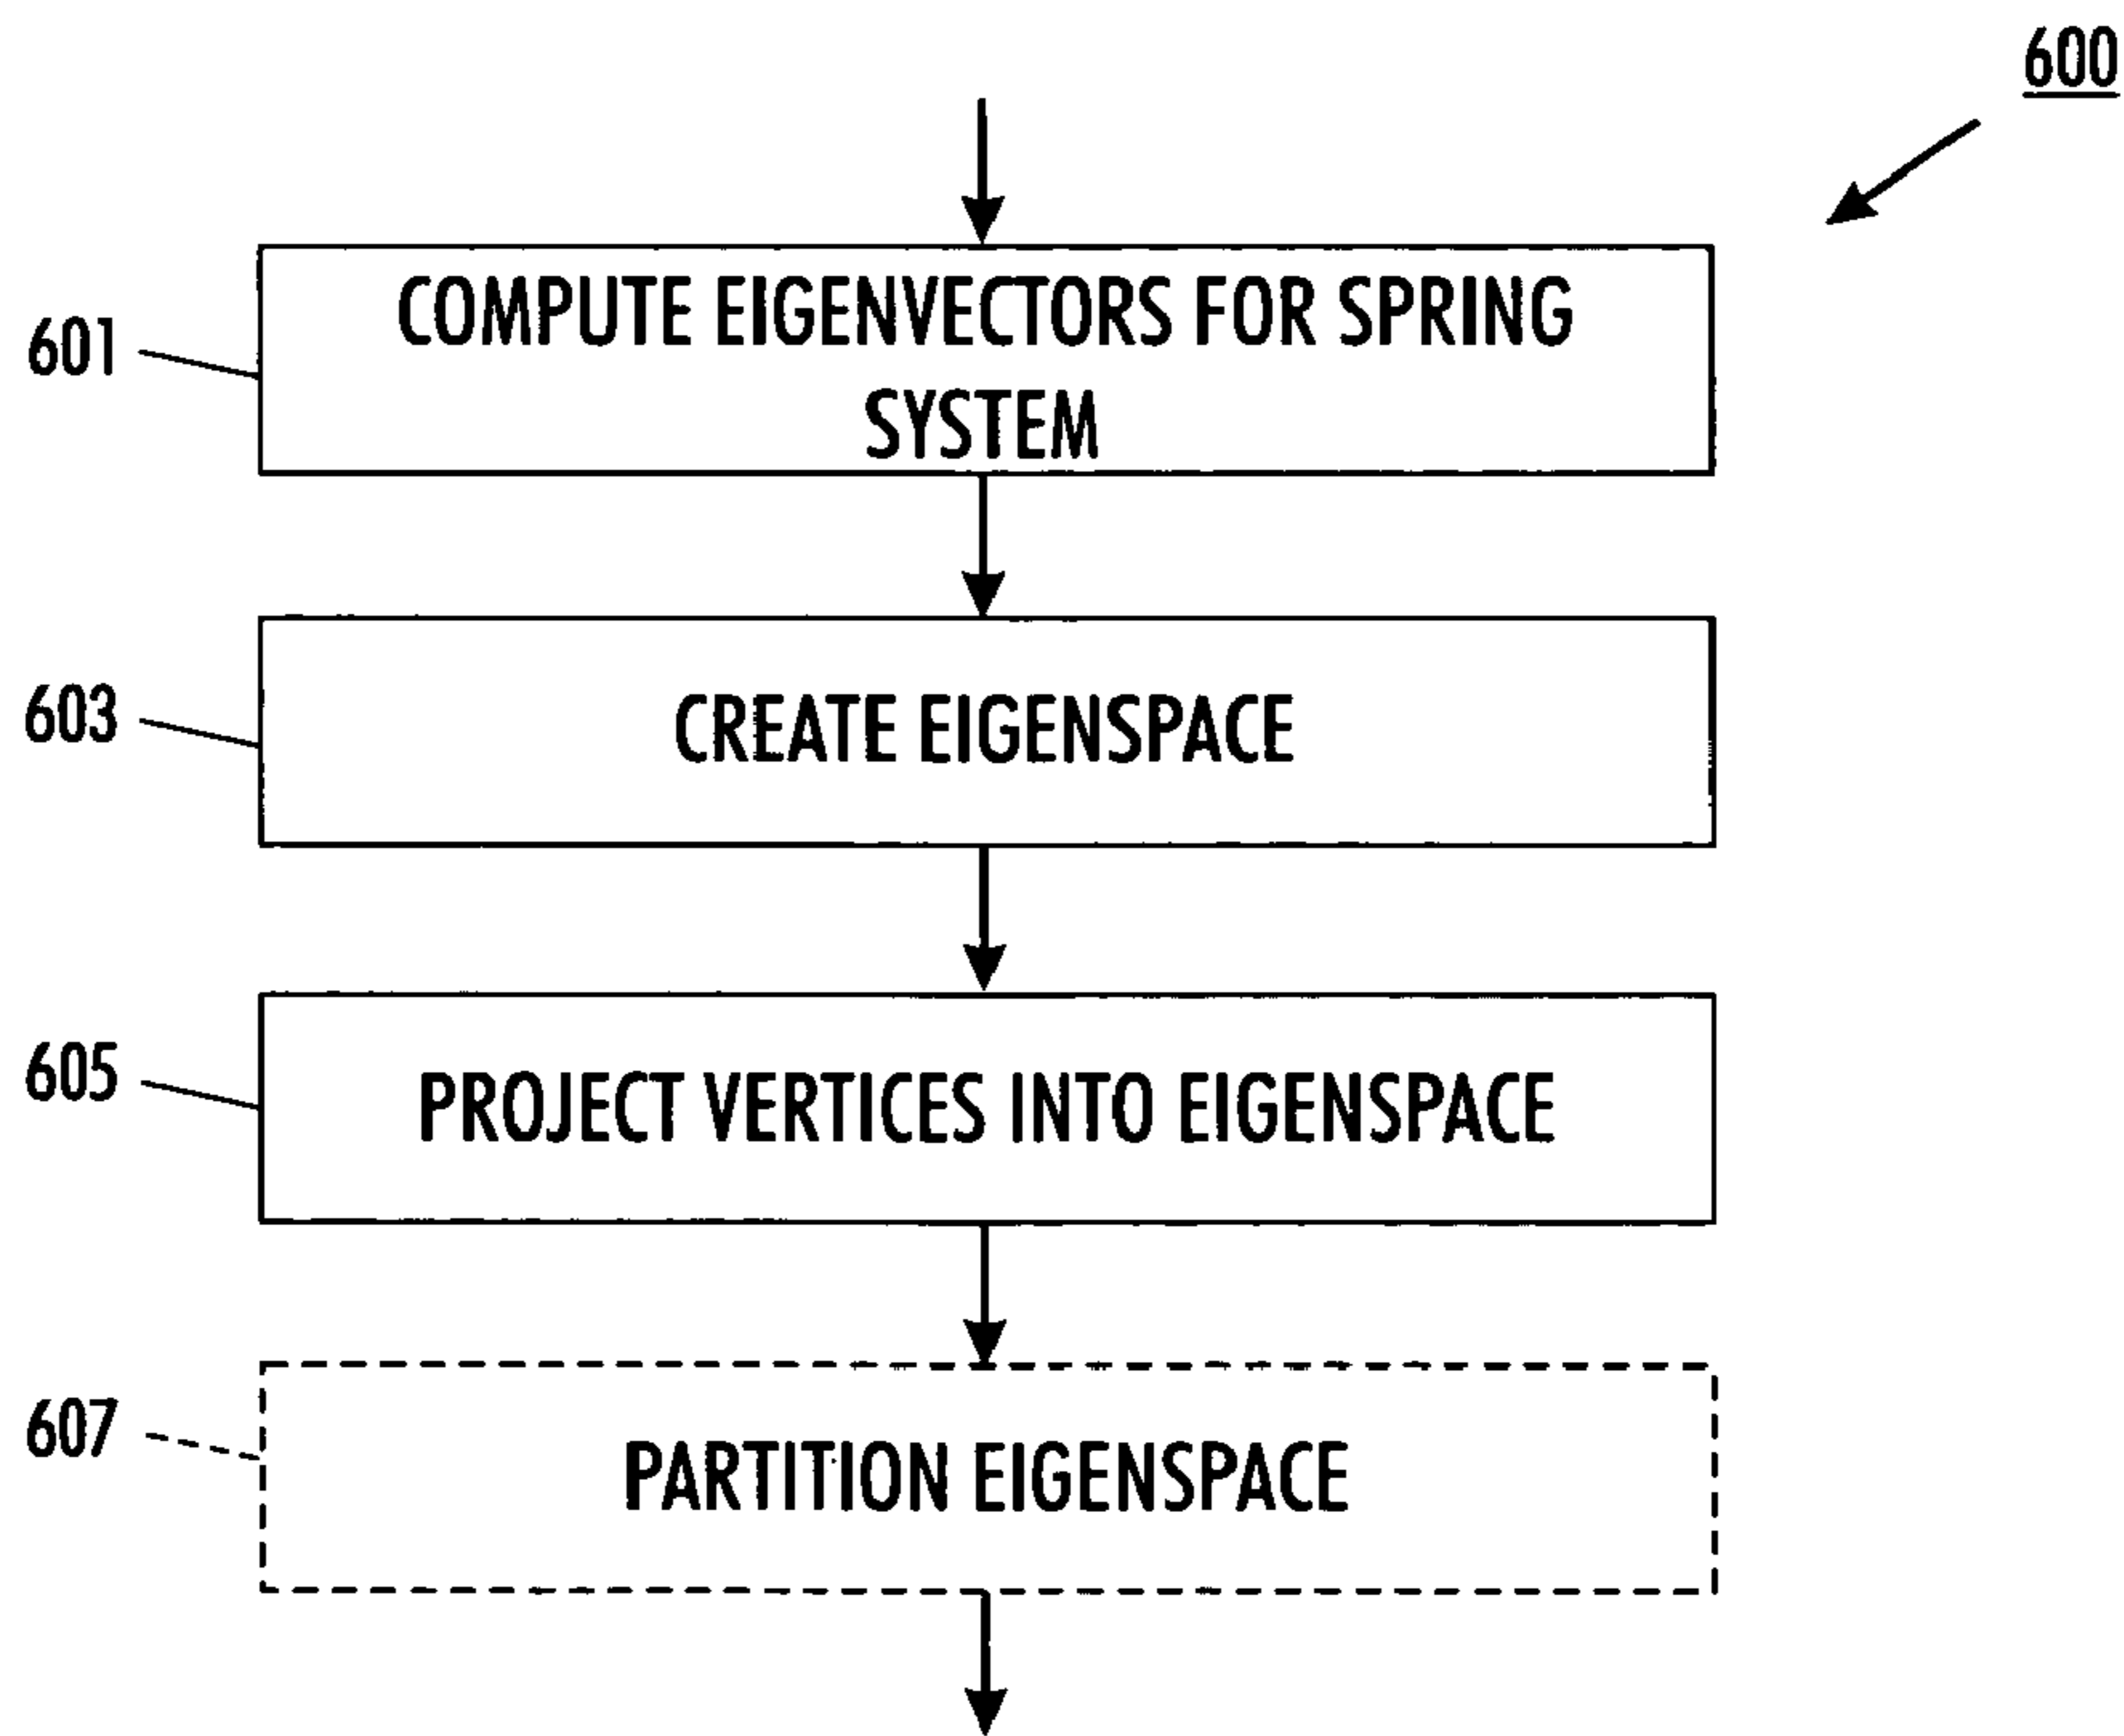 600
601
COMPUTE EIGENVECTORS FOR SPRING
SYSTEM
603
CREATE EIGENSPACE
605
PROJECT VERTICES INTO EIGENSPACE
607
PARTITION EIGENSPACE